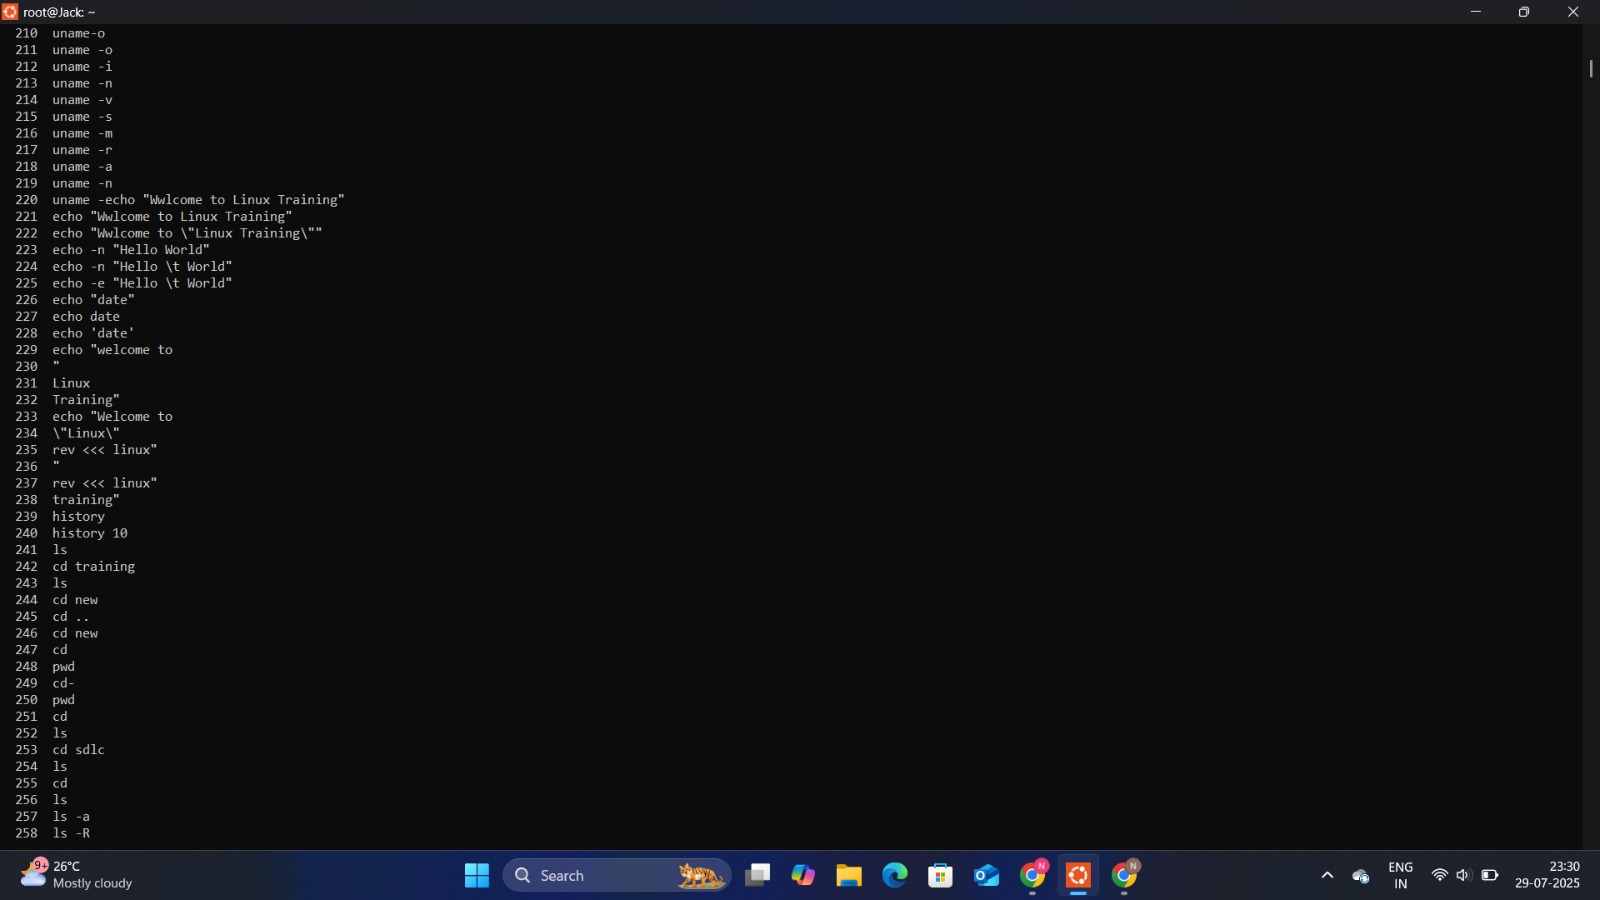 root@Jack: ~
210 uname-o
211 uname -o
212 uname -i
213 uname -n
214 uname -v
215 uname -s
216 uname -m
217 uname -r
218 uname -a
219 uname -n
220 uname -echo "Wwlcome to Linux Training"
221 echo "Wwlcome to Linux Training"
222 echo "Wwlcome to \"Linux Training\""
223 echo -n "Hello World"
224 echo -n "Hello \t World"
225 echo -e "Hello \t World"
226 echo "date"
227 echo date
228 echo 'date'
229 echo "welcome to
230 "
231 Linux
232 Training"
233 echo "Welcome to
234 \"Linux\"
235 rev <<< linux"
236 "
237 rev <<< linux"
238 training"
239 history
240 history 10
241 ls
242 cd training
243 ls
244 cd new
245 cd ..
246 cd new
247 cd
248 pwd
249 cd-
250 pwd
251 cd
252 ls
253 cd sdlc
254 ls
255 cd
256 ls
257 ls -a
258 ls -R
9+
26°C
Mostly cloudy
Search
N
N
ENG
IN
23:30
29-07-2025